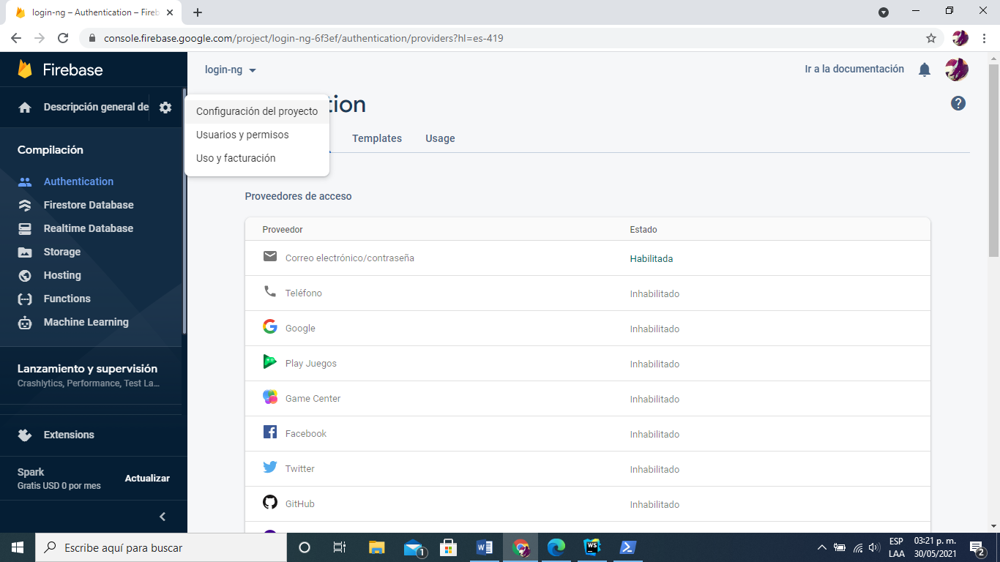 login-ng – Authentication – Fireb
console.firebase.google.com/project/login-ng-6f3ef/authentication/providers?hl=es-419
Firebase
login-ng
Ir a la documentación
Descripción general de
Configuración del proyecto
Usuarios y permisos
Uso y facturación
tion
Templates
Usage
Compilación
Authentication
Firestore Database
Realtime Database
Storage
Hosting
Functions
Machine Learning
Lanzamiento y supervisión
Crashlytics, Performance, Test La...
Extensions
Spark
Gratis USD 0 por mes
Actualizar
Proveedores de acceso
Proveedor Estado
Correo electrónico/contraseña Habilitada
Teléfono Inhabilitado
Google Inhabilitado
Play Juegos Inhabilitado
Game Center Inhabilitado
Facebook Inhabilitado
Twitter Inhabilitado
GitHub Inhabilitado
Escribe aquí para buscar
1
WS
ESP
LAA
03:21 p. m.
30/05/2021
2